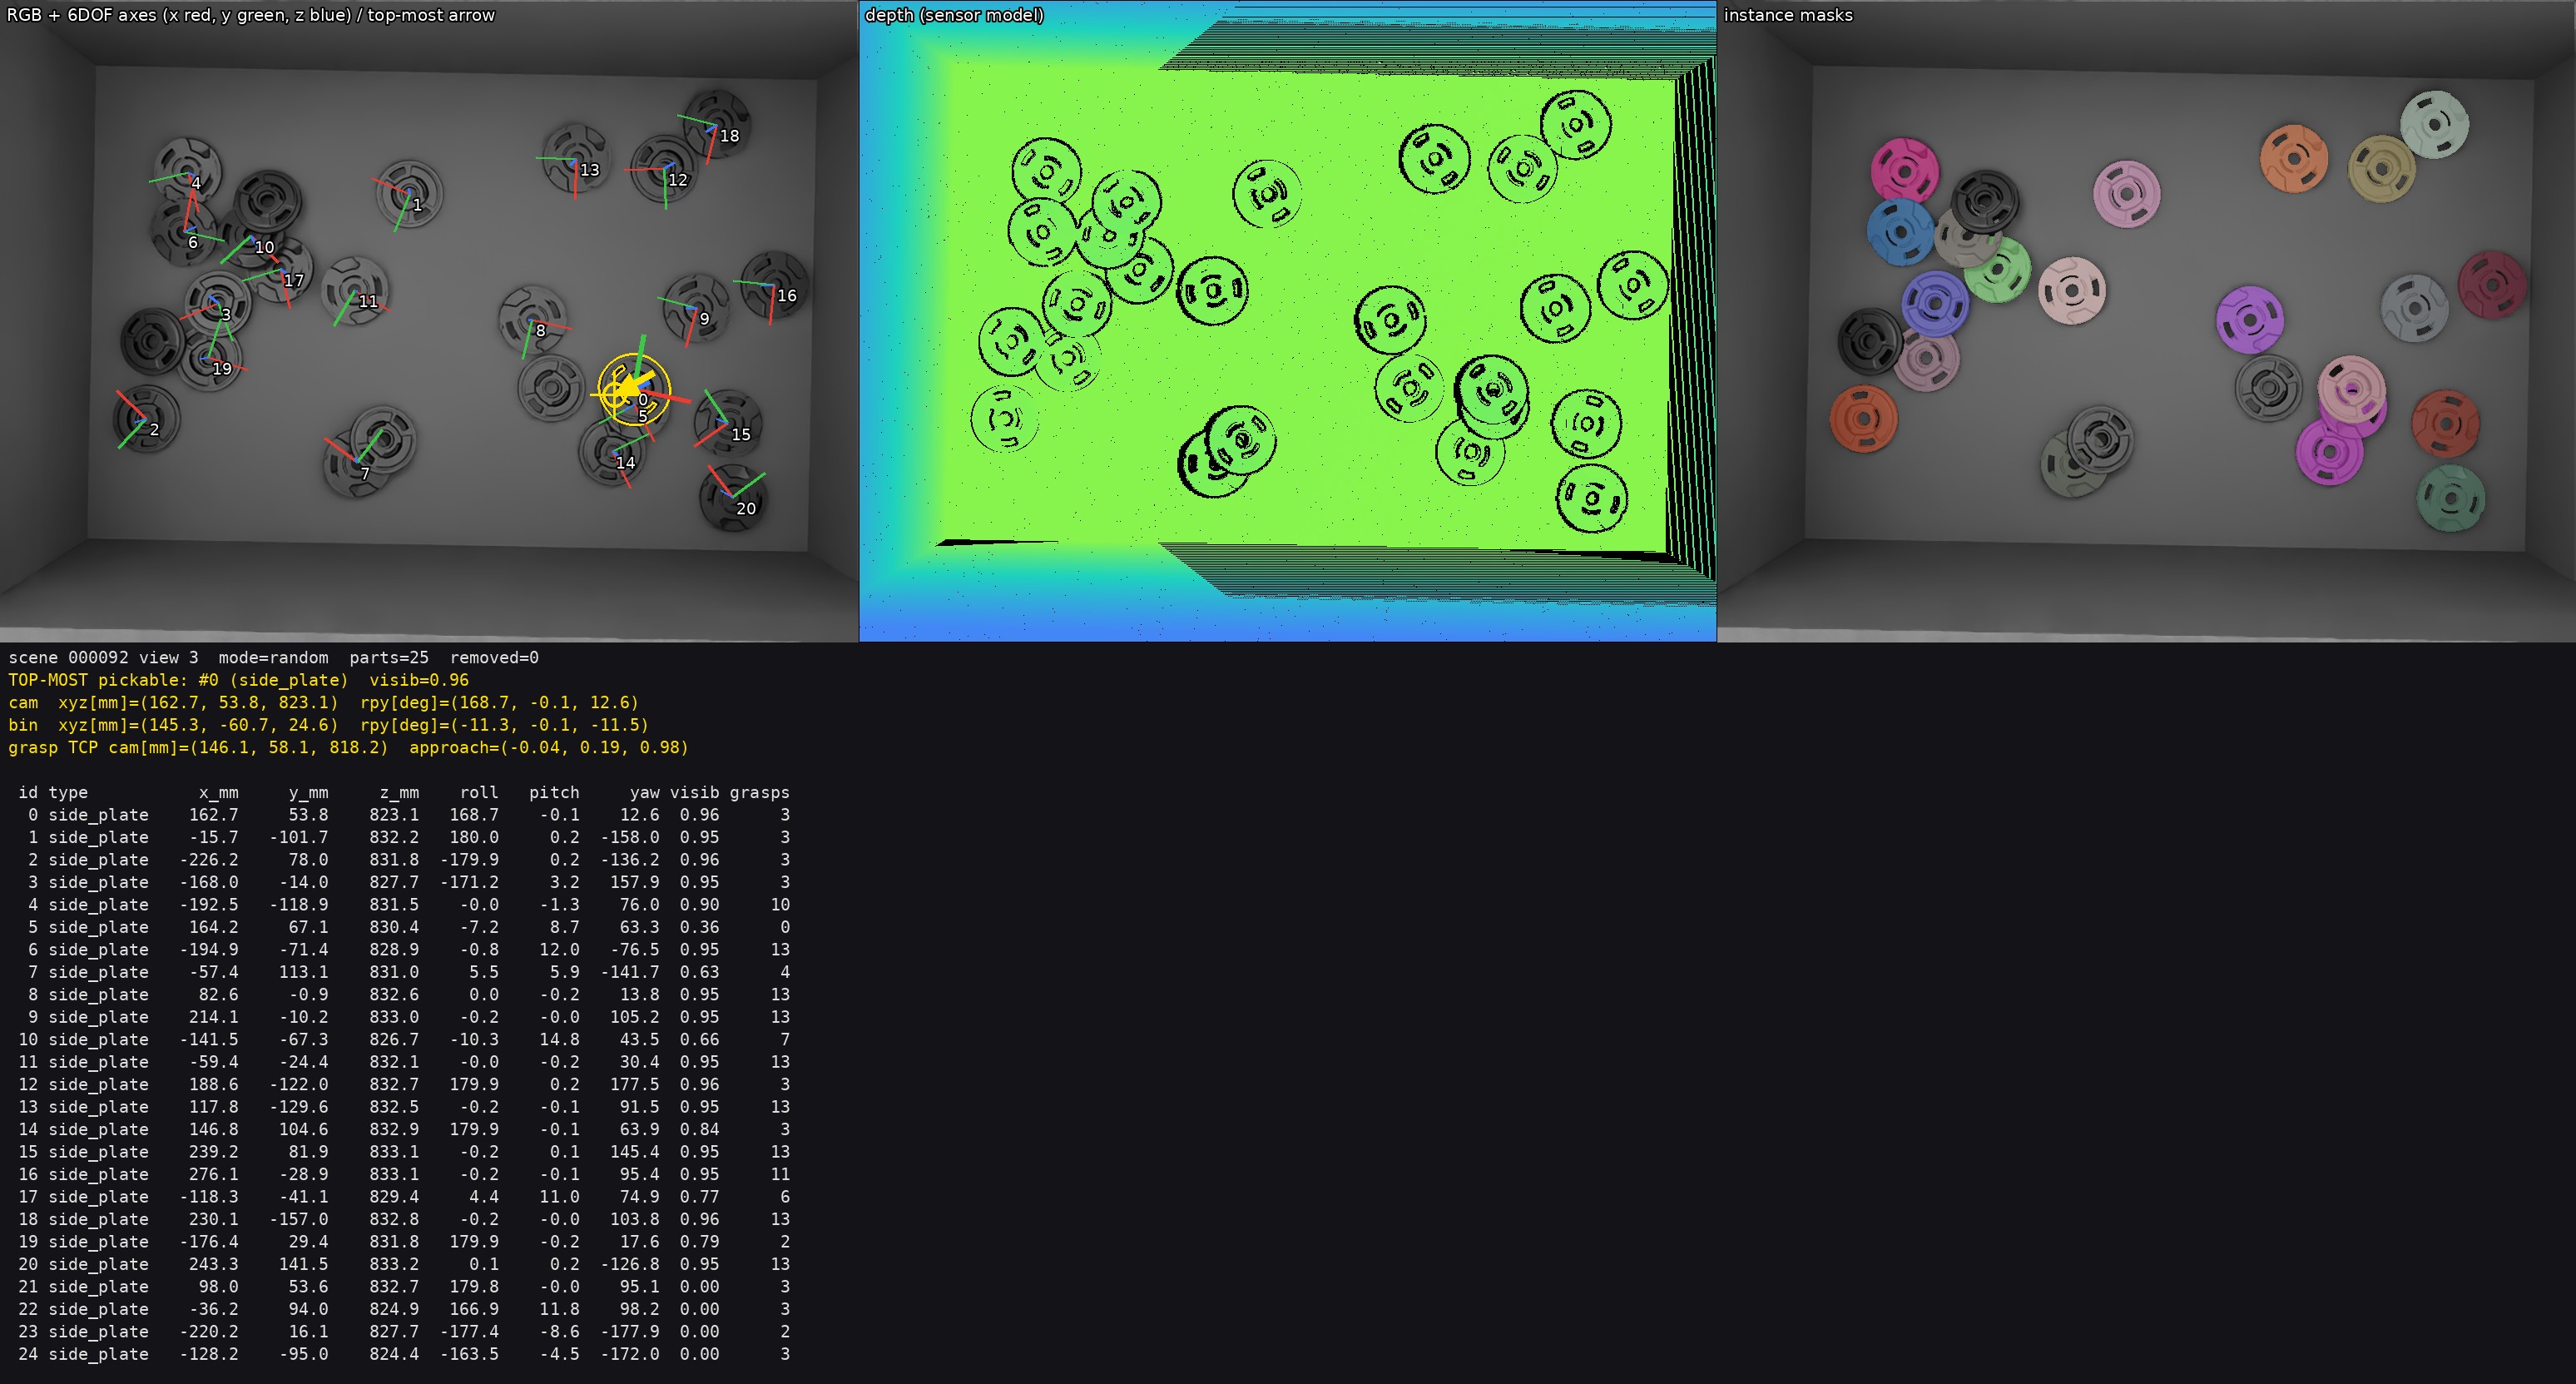 RGB + 6DOF axes (x red, y green, z blue) / top-most arrow
depth (sensor model)
instance masks
18
13
12
4
1
6
10
17
16
11
3
9
8
19
0
5
2
15
14
7
20
scene 000092 view 3  mode=random  parts=25  removed=0
TOP-MOST pickable: #0 (side_plate)  visib=0.96
cam  xyz[mm]=(162.7, 53.8, 823.1)  rpy[deg]=(168.7, -0.1, 12.6)
bin  xyz[mm]=(145.3, -60.7, 24.6)  rpy[deg]=(-11.3, -0.1, -11.5)
grasp TCP cam[mm]=(146.1, 58.1, 818.2)  approach=(-0.04, 0.19, 0.98)
id type x_mm y_mm z_mm roll pitch yaw visib grasps
0 side_plate 162.7 53.8 823.1 168.7 -0.1 12.6 0.96 3
1 side_plate -15.7 -101.7 832.2 180.0 0.2 -158.0 0.95 3
2 side_plate -226.2 78.0 831.8 -179.9 0.2 -136.2 0.96 3
3 side_plate -168.0 -14.0 827.7 -171.2 3.2 157.9 0.95 3
4 side_plate -192.5 -118.9 831.5 -0.0 -1.3 76.0 0.90 10
5 side_plate 164.2 67.1 830.4 -7.2 8.7 63.3 0.36 0
6 side_plate -194.9 -71.4 828.9 -0.8 12.0 -76.5 0.95 13
7 side_plate -57.4 113.1 831.0 5.5 5.9 -141.7 0.63 4
8 side_plate 82.6 -0.9 832.6 0.0 -0.2 13.8 0.95 13
9 side_plate 214.1 -10.2 833.0 -0.2 -0.0 105.2 0.95 13
10 side_plate -141.5 -67.3 826.7 -10.3 14.8 43.5 0.66 7
11 side_plate -59.4 -24.4 832.1 -0.0 -0.2 30.4 0.95 13
12 side_plate 188.6 -122.0 832.7 179.9 0.2 177.5 0.96 3
13 side_plate 117.8 -129.6 832.5 -0.2 -0.1 91.5 0.95 13
14 side_plate 146.8 104.6 832.9 179.9 -0.1 63.9 0.84 3
15 side_plate 239.2 81.9 833.1 -0.2 0.1 145.4 0.95 13
16 side_plate 276.1 -28.9 833.1 -0.2 -0.1 95.4 0.95 11
17 side_plate -118.3 -41.1 829.4 4.4 11.0 74.9 0.77 6
18 side_plate 230.1 -157.0 832.8 -0.2 -0.0 103.8 0.96 13
19 side_plate -176.4 29.4 831.8 179.9 -0.2 17.6 0.79 2
20 side_plate 243.3 141.5 833.2 0.1 0.2 -126.8 0.95 13
21 side_plate 98.0 53.6 832.7 179.8 -0.0 95.1 0.00 3
22 side_plate -36.2 94.0 824.9 166.9 11.8 98.2 0.00 3
23 side_plate -220.2 16.1 827.7 -177.4 -8.6 -177.9 0.00 2
24 side_plate -128.2 -95.0 824.4 -163.5 -4.5 -172.0 0.00 3